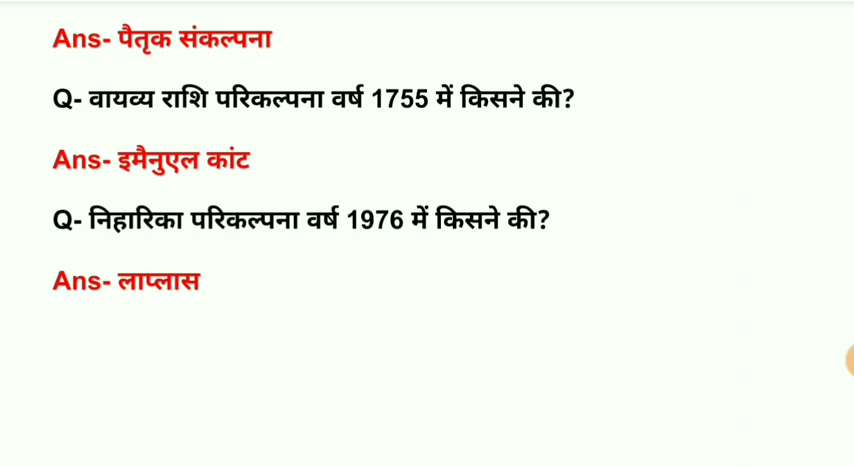 Ans- पैतृक संकल्पना
Q- वायव्य राशि परिकल्पना वर्ष 1755 में किसने की?
Ans- इमैनुएल कांट
Q- निहारिका परिकल्पना वर्ष 1976 में किसने की?
Ans- लाप्लास